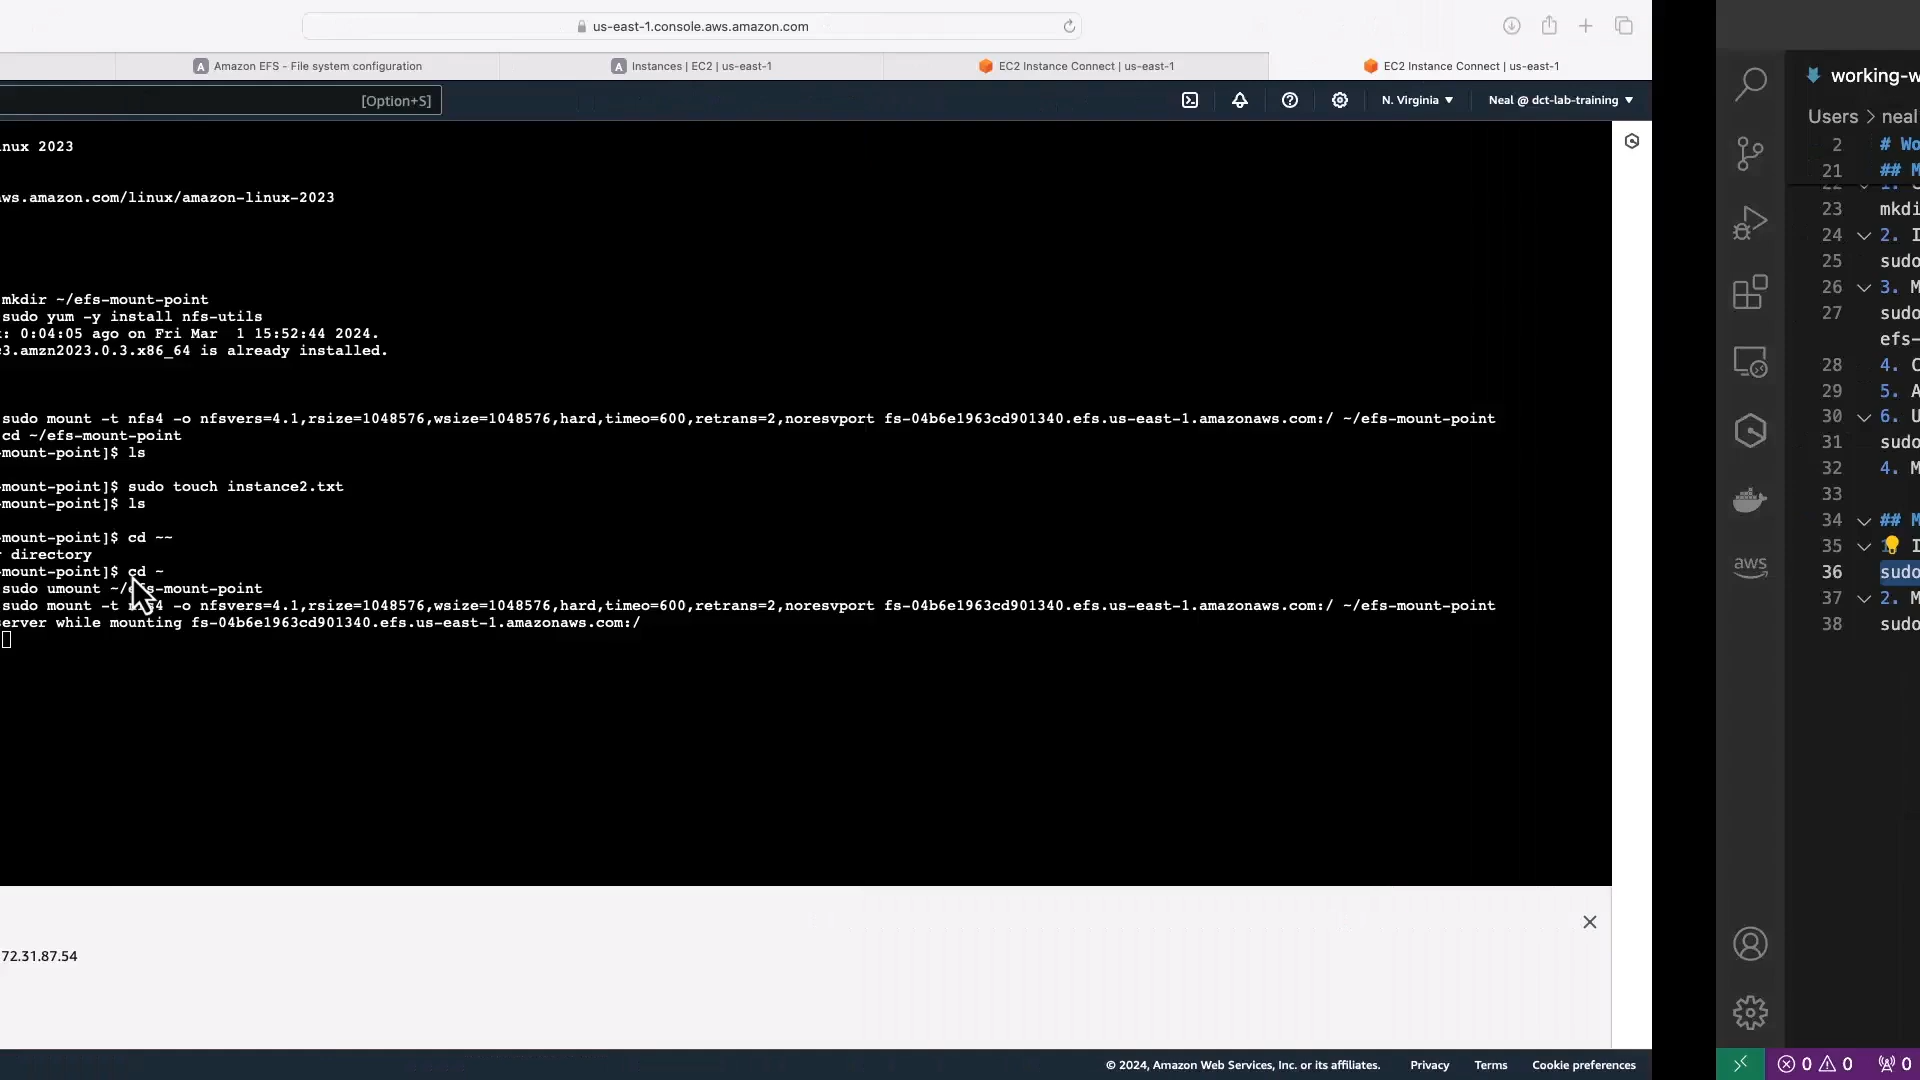 us-east-1.console.aws.amazon.com
Amazon EFS - File system configuration
Instances | EC2 | us-east-1
EC2 Instance Connect | us-east-1
EC2 Instance Connect | us-east-1
[Option+S]
N. Virginia
Neal @ dct-lab-training
nux 2023
ws.amazon.com/linux/amazon-linux-2023
mkdir ~/efs-mount-point
sudo yum -y install nfs-utils
: 0:04:05 ago on Fri Mar  1 15:52:44 2024.
3.amzn2023.0.3.x86_64 is already installed.
sudo mount -t nfs4 -o nfsvers=4.1,rsize=1048576,wsize=1048576,hard,timeo=600,retrans=2,noresvport fs-04b6e1963cd901340.efs.us-east-1.amazonaws.com:/ ~/efs-mount-point
cd ~/efs-mount-point
mount-point]$ ls
mount-point]$ sudo touch instance2.txt
mount-point]$ ls
mount-point]$ cd ~~
directory
mount-point]$ cd ~
sudo umount ~/efs-mount-point
sudo mount -t nfs4 -o nfsvers=4.1,rsize=1048576,wsize=1048576,hard,timeo=600,retrans=2,noresvport fs-04b6e1963cd901340.efs.us-east-1.amazonaws.com:/ ~/efs-mount-point
server while mounting fs-04b6e1963cd901340.efs.us-east-1.amazonaws.com:/
72.31.87.54
© 2024, Amazon Web Services, Inc. or its affiliates.
Privacy
Terms
Cookie preferences
working-w
Users > neal
2 # Wo
21 ## M
22 1. C
23 mkdi
24 2. I
25 sudo
26 3. M
27 sudo
efs-
28 4. C
29 5. A
30 6. U
31 sudo
32 4. M
33
34 ## M
35 I
36 sudo
37 2. M
38 sudo
aws
0 0 0